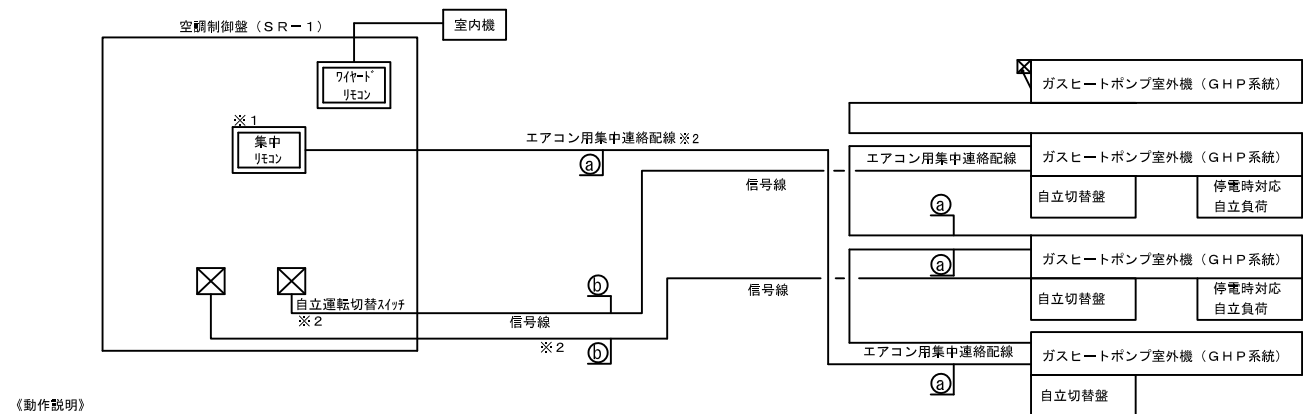 空調制御盤（ＳＲ－１）
室内機
ﾜｲﾔｰﾄﾞ
ﾘﾓｺﾝ
ガスヒートポンプ室外機（ＧＨＰ系統）
※１
集中
ﾘﾓｺﾝ
エアコン用集中連絡配線※２
ⓐ
エアコン用集中連絡配線
ガスヒートポンプ室外機（ＧＨＰ系統）
信号線
自立切替盤
停電時対応
自立負荷
ⓐ
ⓐ
ガスヒートポンプ室外機（ＧＨＰ系統）
ⓑ
信号線
自立切替盤
停電時対応
自立負荷
自立運転切替ｽｲｯﾁ
※２
信号線
※２
ⓑ
エアコン用集中連絡配線
ガスヒートポンプ室外機（ＧＨＰ系統）
ⓐ
自立切替盤
《動作説明》